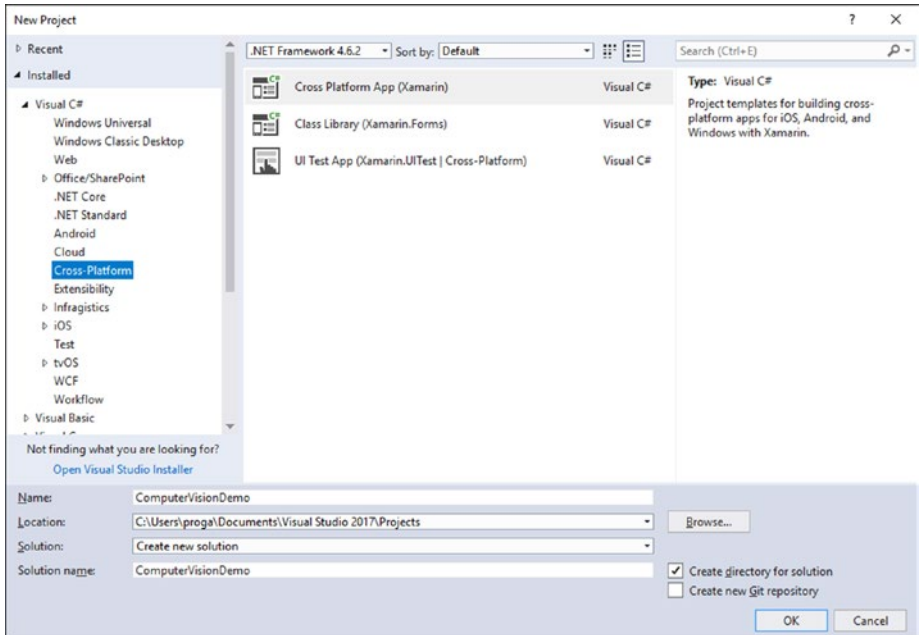 New Project
? ×
Recent
Installed
Visual C#
Windows Universal
Windows Classic Desktop
Web
Office/SharePoint
.NET Core
.NET Standard
Android
Cloud
Cross-Platform
Extensibility
Infragistics
iOS
Test
tvOS
WCF
Workflow
Visual Basic
Not finding what you are looking for?
Open Visual Studio Installer
.NET Framework 4.6.2 Sort by: Default
C# Cross Platform App (Xamarin) Visual C#
C# Class Library (Xamarin.Forms) Visual C#
UI Test App (Xamarin.UITest | Cross-Platform) Visual C#
Search (Ctrl+E)
Type: Visual C#
Project templates for building cross-
platform apps for iOS, Android, and
Windows with Xamarin.
Name: ComputerVisionDemo
Location: C:\Users\proga\Documents\Visual Studio 2017\Projects Browse...
Solution: Create new solution
Solution name: ComputerVisionDemo
Create directory for solution
Create new Git repository
OK Cancel